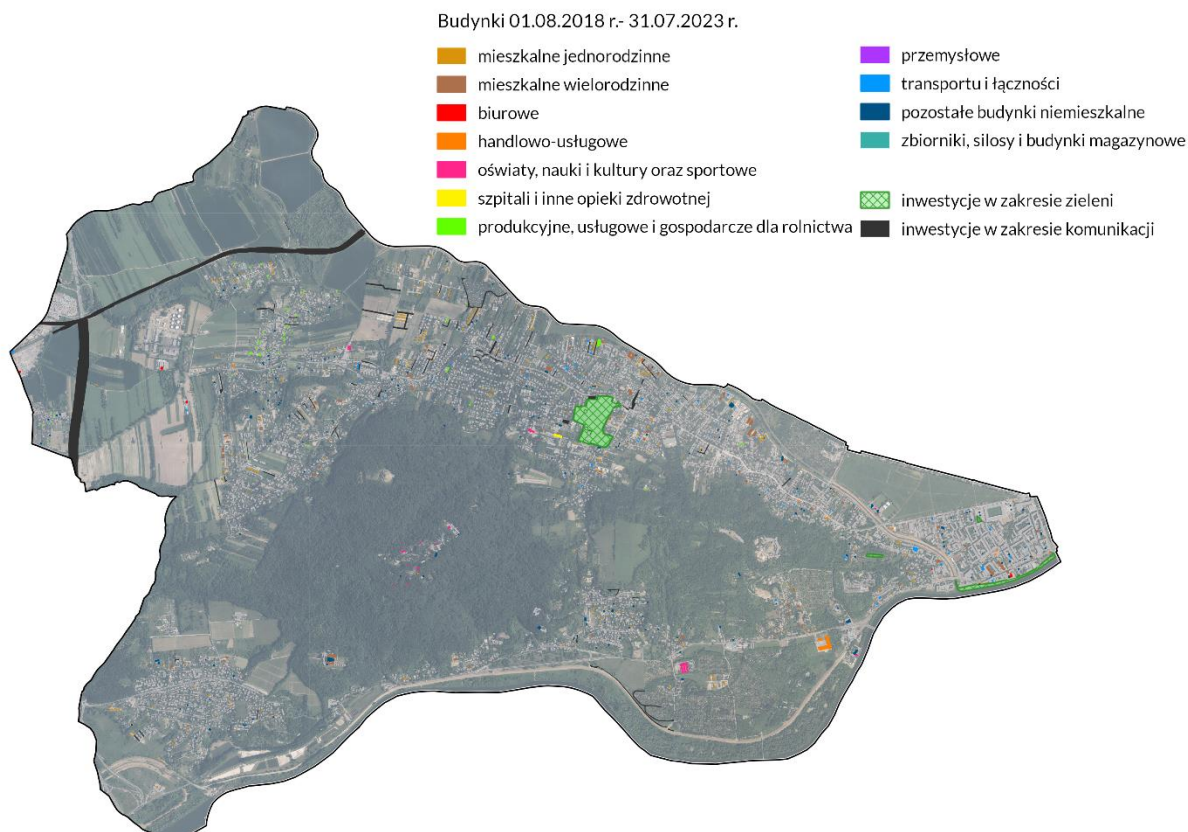 Budynki 01.08.2018 r.- 31.07.2023 r.
mieszkalne jednorodzinne
mieszkalne wielorodzinne
biurowe
handlowo-usługowe
oświaty, nauki i kultury oraz sportowe
szpitali i inne opieki zdrowotnej
produkcyjne, usługowe i gospodarcze dla rolnictwa
przemysłowe
transportu i łączności
pozostałe budynki niemieszkalne
zbiorniki, silosy i budynki magazynowe
inwestycje w zakresie zieleni
inwestycje w zakresie komunikacji